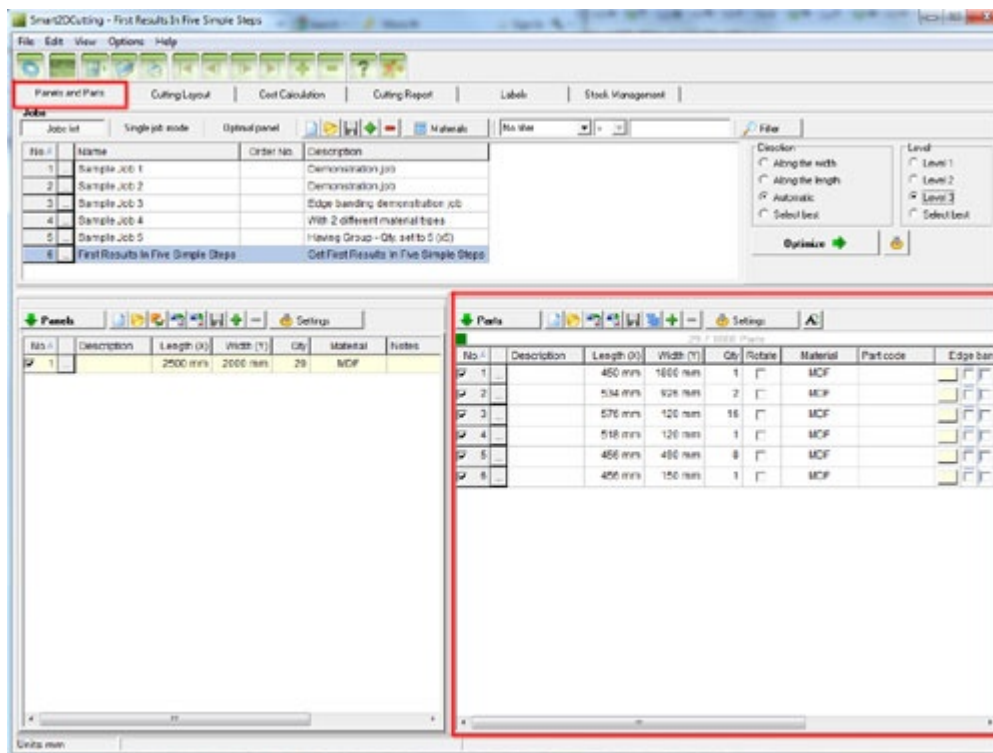 Smart2DCutting - First Results In Five Simple Steps
File Edit View Options Help
Panels and Parts Cutting Layout Cost Calculation Cutting Report Labels Stock Management
Jobs
Jobs list Single job mode Optimal panel Materials No filter = Filter
No. Name Order No. Description
1 ... Sample Job 1 Demonstration job
2 ... Sample Job 2 Demonstration job
3 ... Sample Job 3 Edge banding demonstration job
4 ... Sample Job 4 With 2 different material types
5 ... Sample Job 5 Having Group - Qty. set to 5 (x5)
6 ... First Results In Five Simple Steps Get First Results in Five Simple Steps
Direction
Along the width
Along the length
Automatic
Select best
Level
Level 1
Level 2
Level 3
Select best
Optimize
Panels Settings
No. Description Length (X) Width (Y) Qty Material Notes
1 ... 2500 mm 2000 mm 29 MDF
Parts Settings
29 / 1000 Parts
No. Description Length (X) Width (Y) Qty Rotate Material Part code Edge ban
1 ... 450 mm 1800 mm 1 MDF
2 ... 534 mm mm 2 MDF
3 ... 576 mm 120 mm 16 MDF
4 ... 518 mm 120 mm 1 MDF
5 ... 456 mm mm 8 MDF
6 ... 456 mm 150 mm 1 MDF
Units: mm